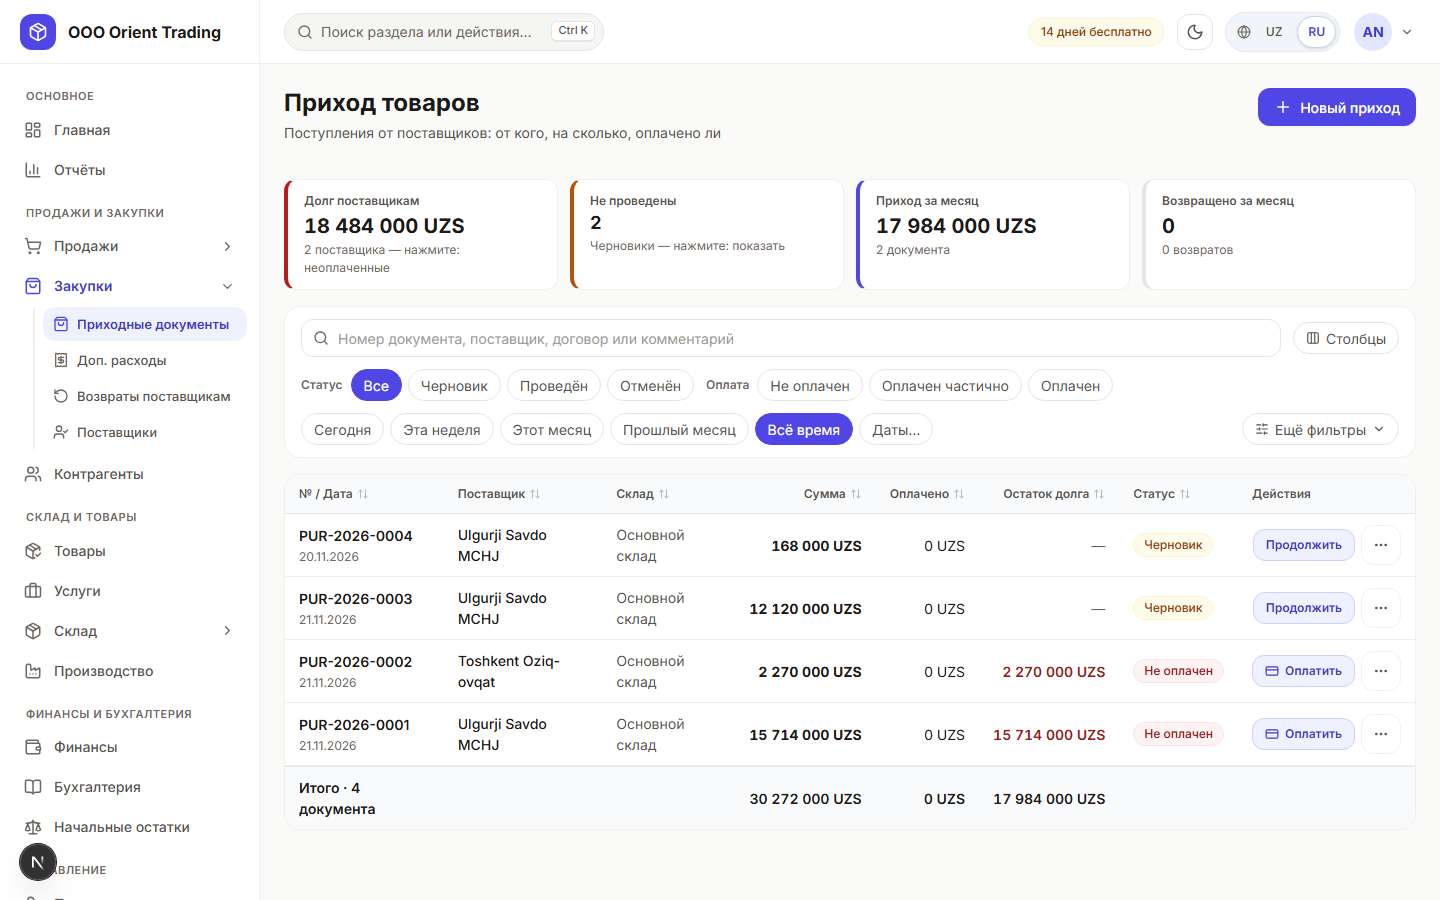 OOO Orient Trading
Поиск раздела или действия...
Ctrl K
14 дней бесплатно
UZ
RU
AN
ОСНОВНОЕ
Главная
Отчёты
ПРОДАЖИ И ЗАКУПКИ
Продажи
Закупки
Приходные документы
Доп. расходы
Возвраты поставщикам
Поставщики
Контрагенты
СКЛАД И ТОВАРЫ
Товары
Услуги
Склад
Производство
ФИНАНСЫ И БУХГАЛТЕРИЯ
Финансы
Бухгалтерия
Начальные остатки
N
ВЛЕНИЕ
Приход товаров
Поступления от поставщиков: от кого, на сколько, оплачено ли
Новый приход
Долг поставщикам
18 484 000 UZS
2 поставщика — нажмите:
неоплаченные
Не проведены
2
Черновики — нажмите: показать
Приход за месяц
17 984 000 UZS
2 документа
Возвращено за месяц
0
0 возвратов
Номер документа, поставщик, договор или комментарий
Столбцы
Статус Все Черновик Проведён Отменён Оплата Не оплачен Оплачен частично Оплачен
Сегодня Эта неделя Этот месяц Прошлый месяц Всё время Даты... Ещё фильтры
№ / Дата Поставщик Склад Сумма Оплачено Остаток долга Статус Действия
PUR-2026-0004
20.11.2026
Ulgurji Savdo
MCHJ
Основной
склад
168 000 UZS
0 UZS
—
Черновик
Продолжить
PUR-2026-0003
21.11.2026
Ulgurji Savdo
MCHJ
Основной
склад
12 120 000 UZS
0 UZS
—
Черновик
Продолжить
PUR-2026-0002
21.11.2026
Toshkent Oziq-
ovqat
Основной
склад
2 270 000 UZS
0 UZS
2 270 000 UZS
Не оплачен
Оплатить
PUR-2026-0001
21.11.2026
Ulgurji Savdo
MCHJ
Основной
склад
15 714 000 UZS
0 UZS
15 714 000 UZS
Не оплачен
Оплатить
Итого · 4
документа
30 272 000 UZS
0 UZS
17 984 000 UZS